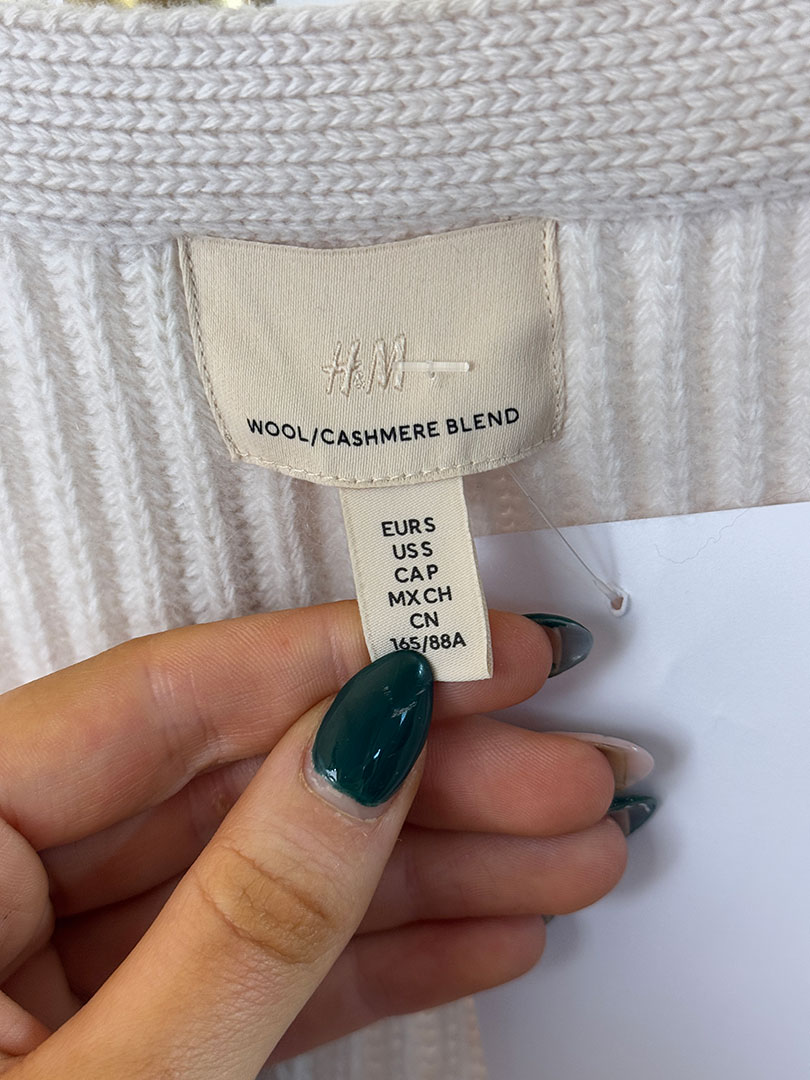 H&M
WOOL/CASHMERE BLEND
EUR S
US S
CA P
MX CH
CN
165/88A